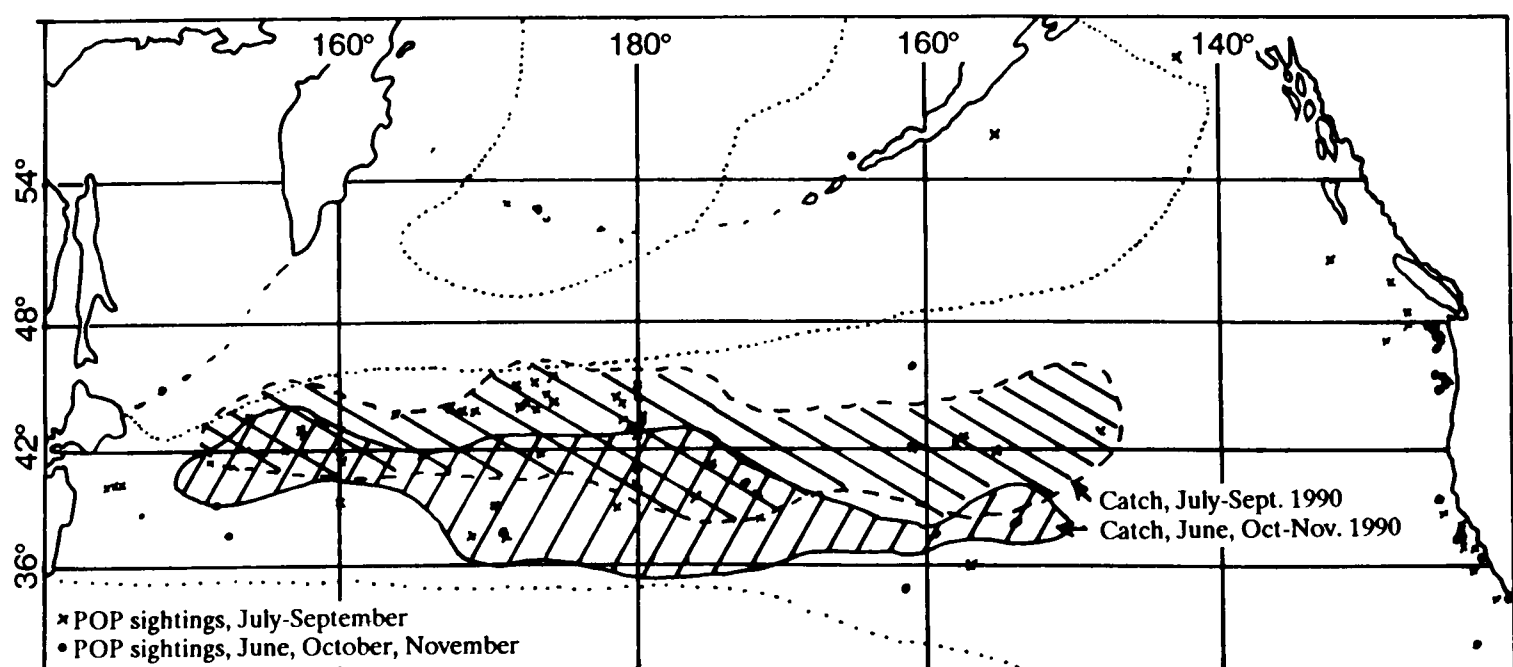 160° 180° 160° 140°
54°
48°
42°
36°
Catch, July-Sept. 1990
Catch, June, Oct-Nov. 1990
× POP sightings, July-September
• POP sightings, June, October, November